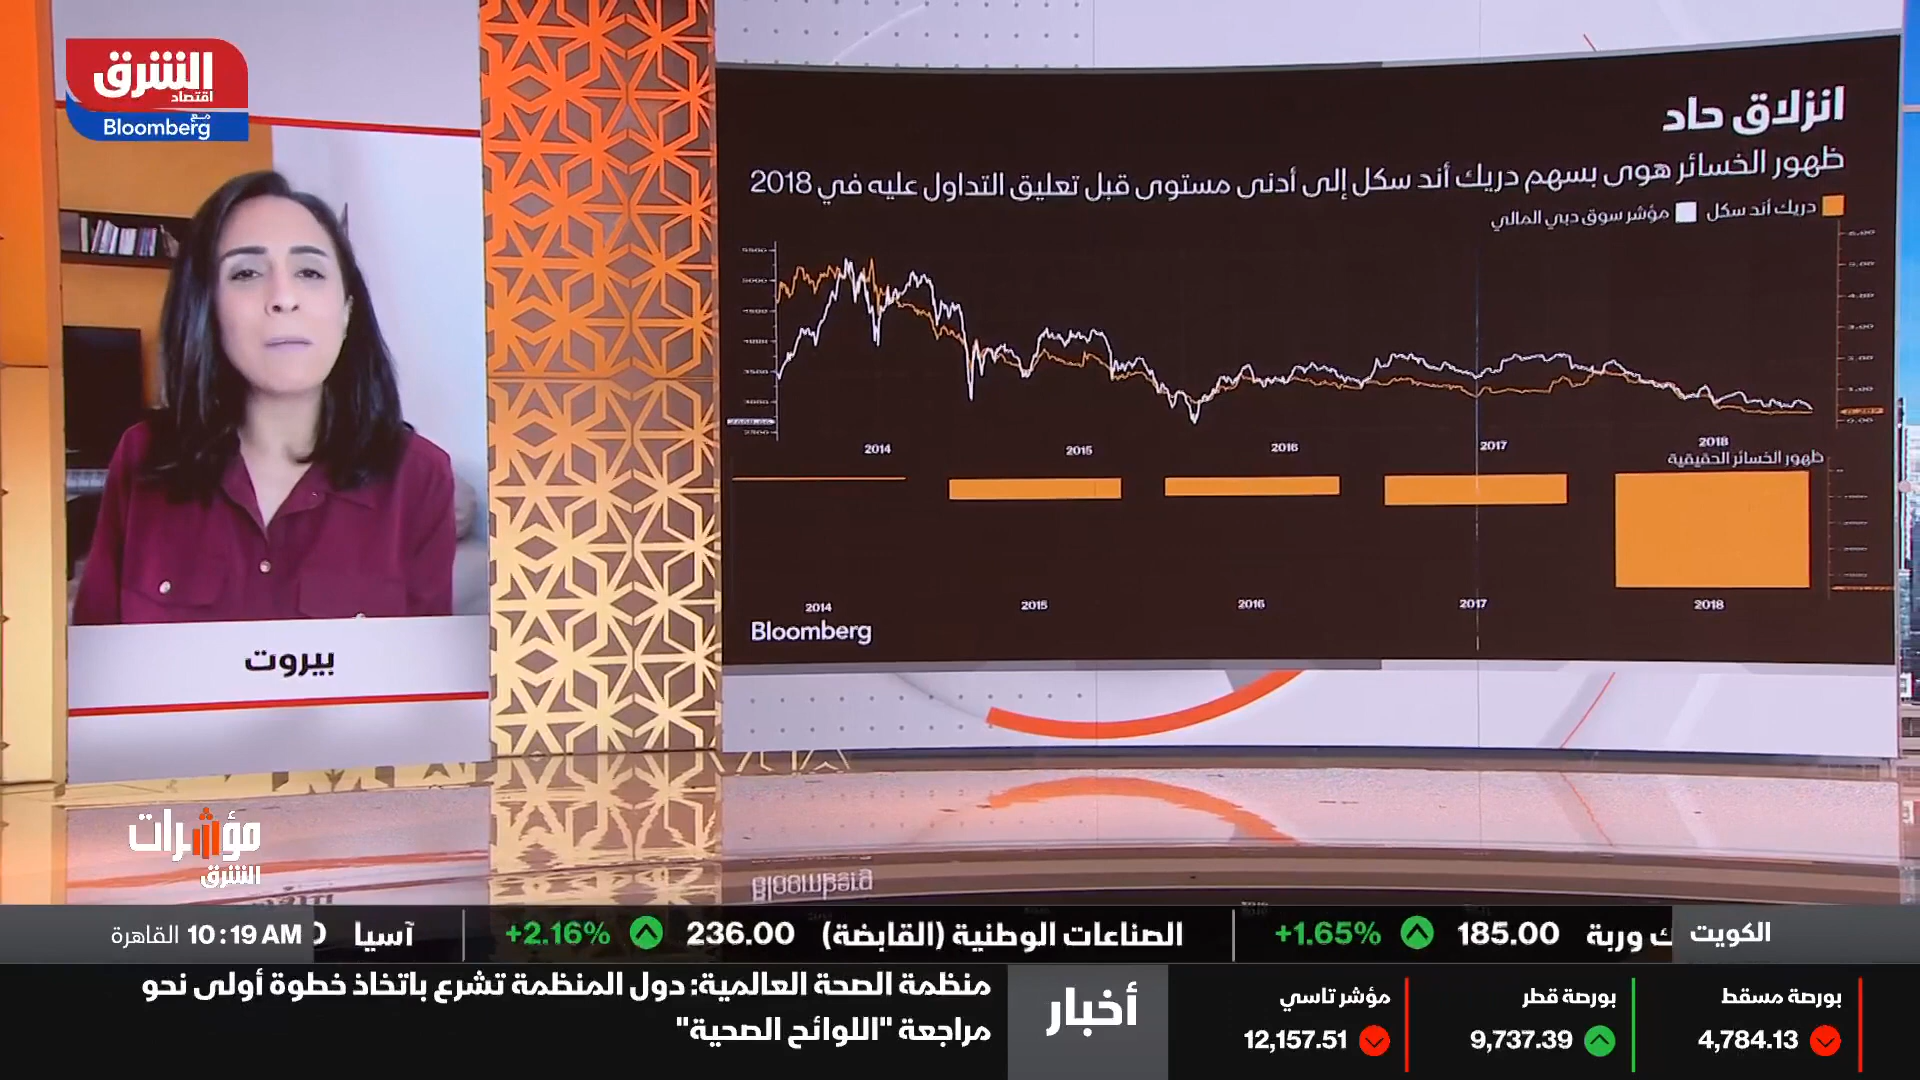 الشرق
اقتصاد
مع
Bloomberg
انزلاق حاد
ظهور الخسائر هوى بسهم دريك أند سكل إلى أدنى مستوى قبل تعليق التداول عليه في 2018
دريك أند سكل مؤشر سوق دبي المالي
2014 2015 2016 2017 2018
ظهور الخسائر الحقيقية
2014 2015 2016 2017 2018
Bloomberg
بيروت
مؤشرات
الشرق
الكويت ك وربة 185.00 +1.65% الصناعات الوطنية (القابضة) 236.00 +2.16% آسيا
10:19 AM القاهرة
بورصة مسقط
4,784.13
بورصة قطر
9,737.39
مؤشر تاسي
12,157.51
أخبار
منظمة الصحة العالمية: دول المنظمة تشرع باتخاذ خطوة أولى نحو
مراجعة "اللوائح الصحية"